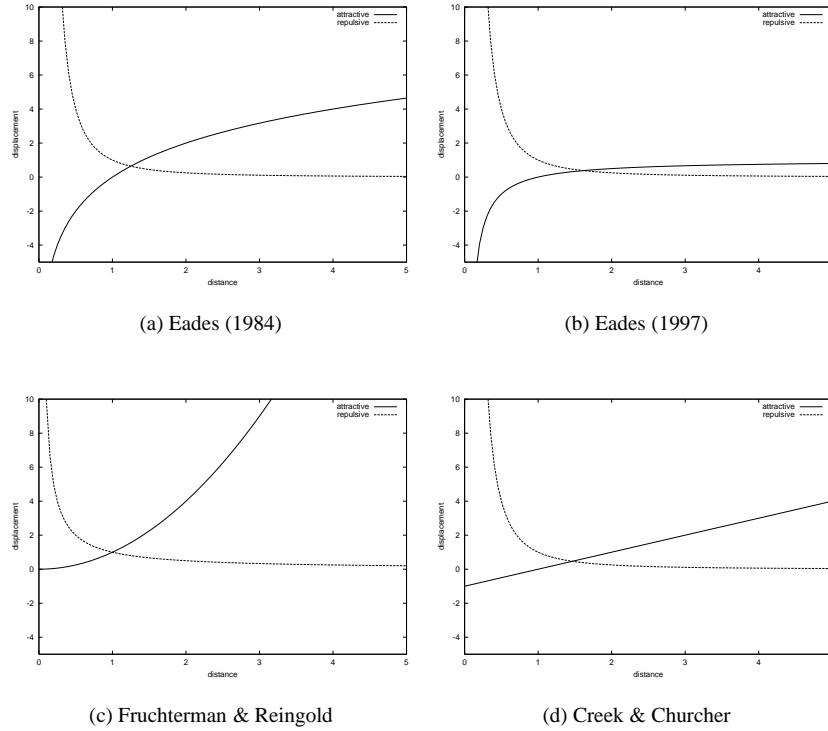 10
8
6
4
2
0
-2
-4
displacement
0 1 2 3 4 5
distance
attractive
repulsive
(a) Eades (1984)
10
8
6
4
2
0
-2
-4
displacement
0 1 2 3 4
distance
attractive
repulsive
(b) Eades (1997)
10
8
6
4
2
0
-2
-4
displacement
0 1 2 3 4 5
distance
attractive
repulsive
(c) Fruchterman & Reingold
10
8
6
4
2
0
-2
-4
displacement
0 1 2 3 4
distance
attractive
repulsive
(d) Creek & Churcher